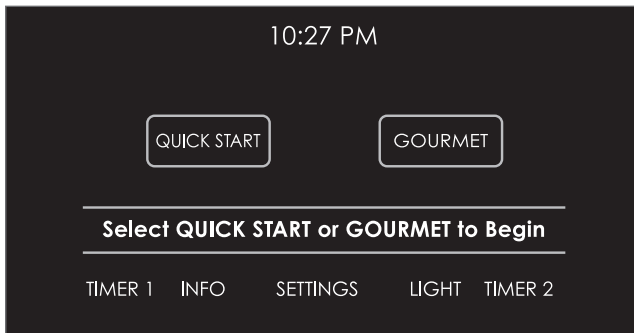 10:27 PM
QUICK START GOURMET
Select QUICK START or GOURMET to Begin
TIMER 1 INFO SETTINGS LIGHT TIMER 2